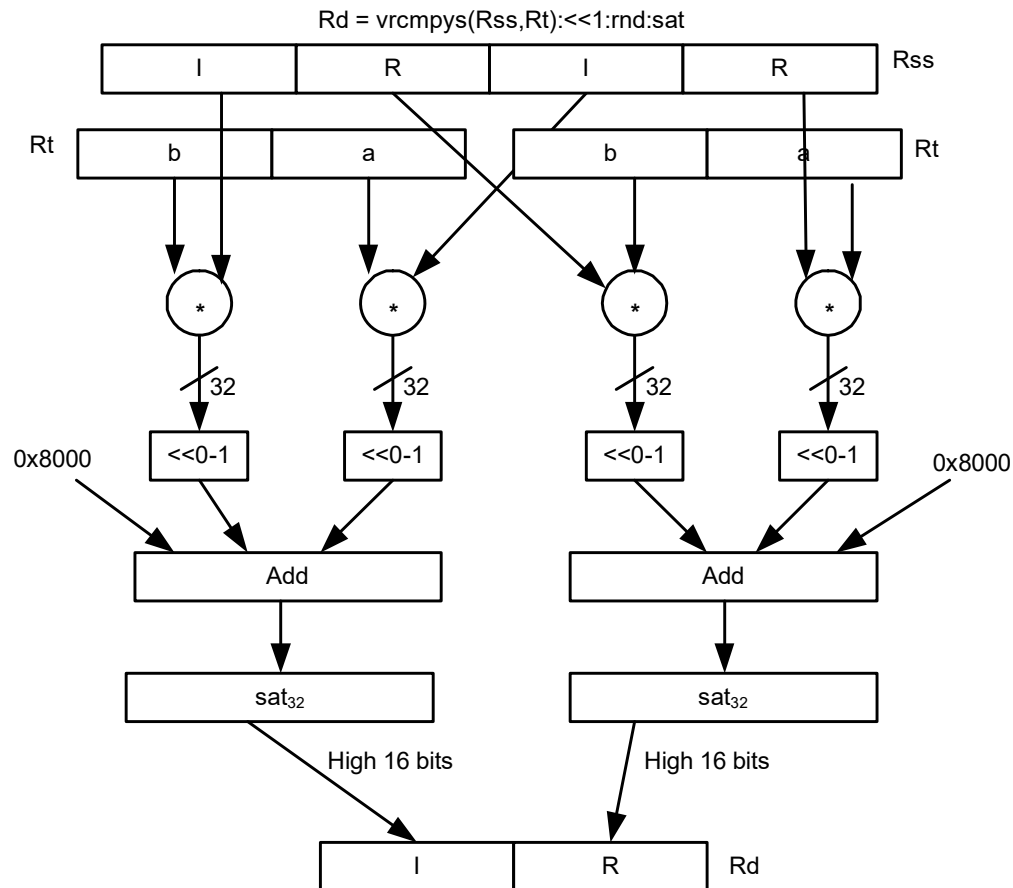 Rd = vrcmpys(Rss,Rt):<<1:rnd:sat
I R I R Rss
Rt b a b a Rt
* * * *
32 32 32 32
<<0-1 <<0-1 <<0-1 <<0-1
0x8000 0x8000
Add Add
sat32 sat32
High 16 bits High 16 bits
I R Rd